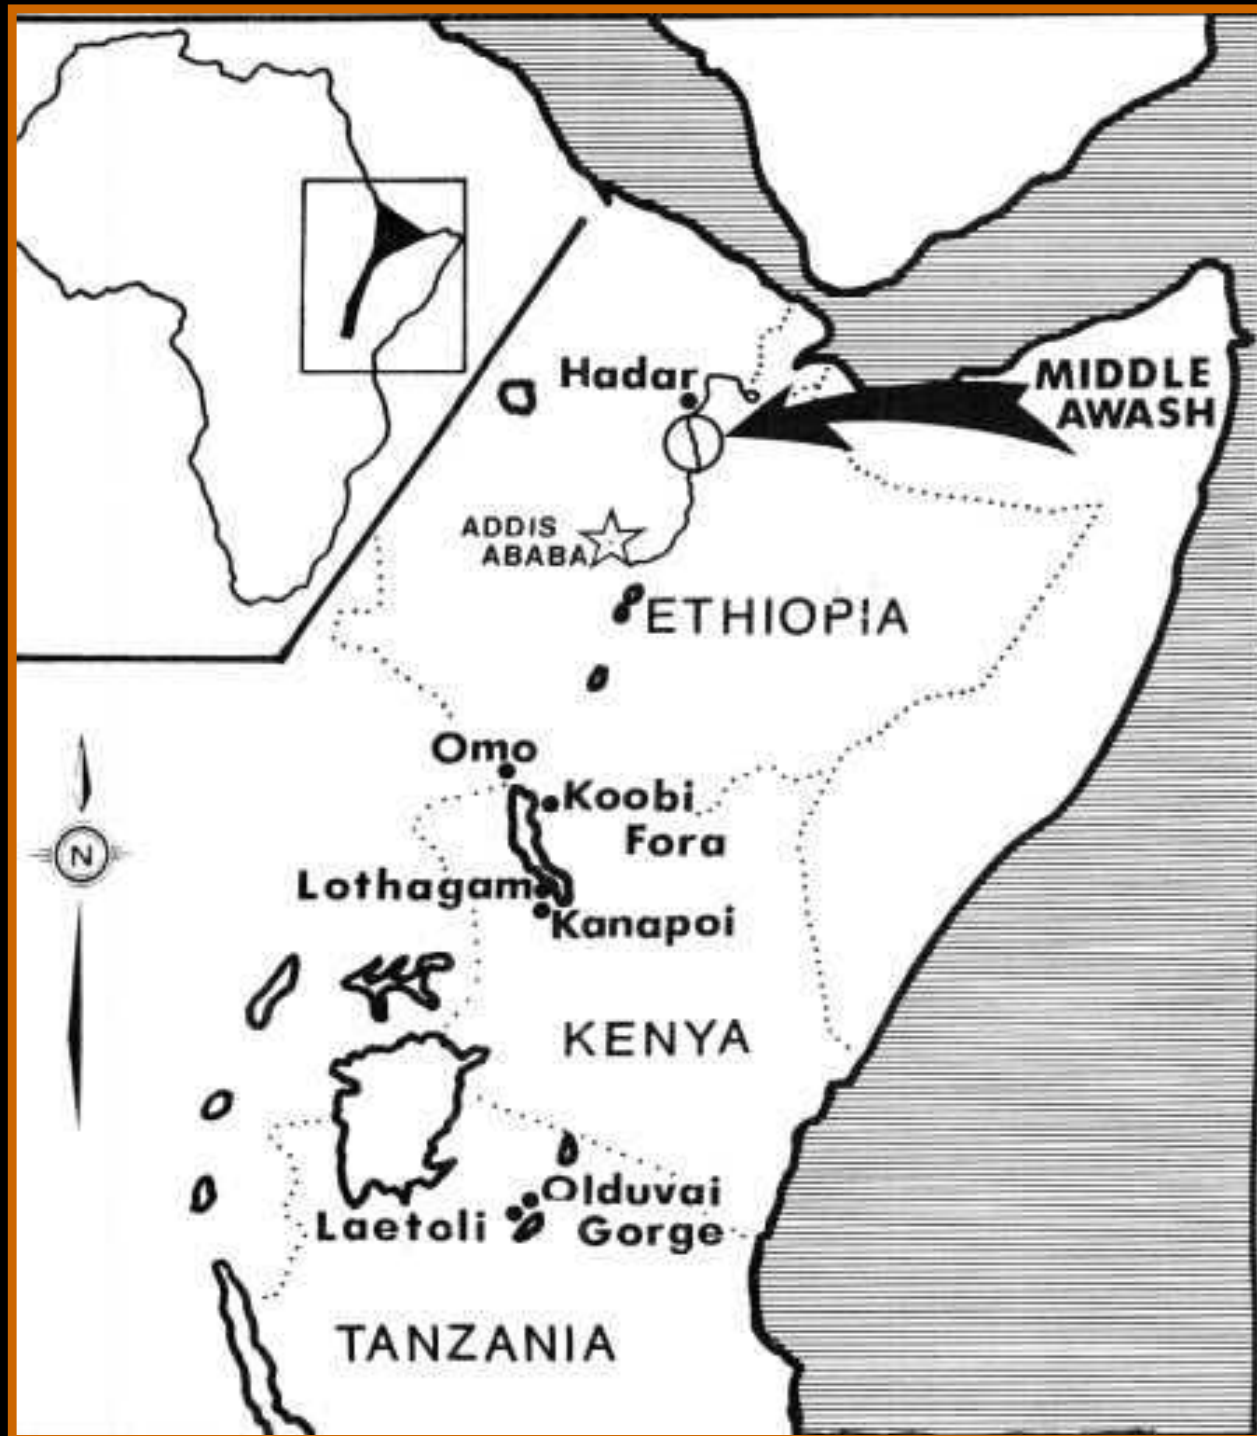 Hadar
MIDDLE
AWASH
ADDIS
ABABA
ETHIOPIA
Omo
Koobi
Fora
N
Lothagam
Kanapoi
KENYA
Olduvai
Laetoli
Gorge
TANZANIA